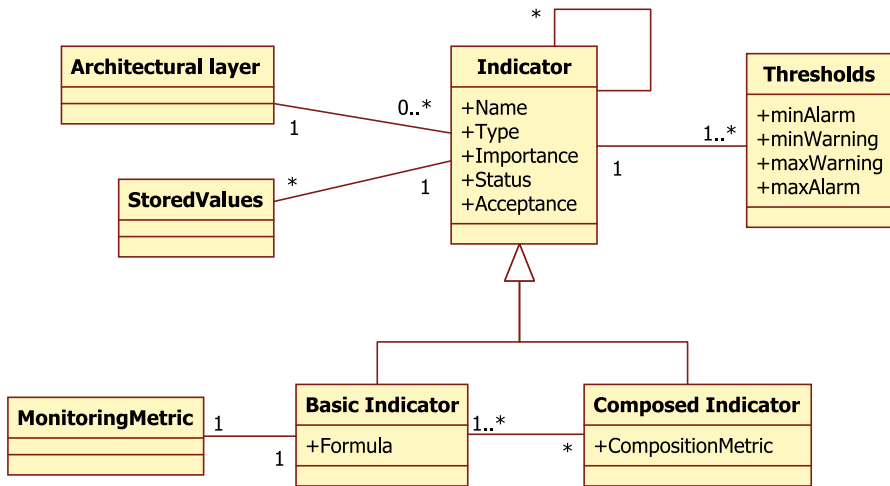 *
Architectural layer
Indicator
Thresholds
+Name
+Type
+Importance
+Status
+Acceptance
+minAlarm
+minWarning
+maxWarning
+maxAlarm
0..*
1
1..*
1
*
1
StoredValues
MonitoringMetric
1
1
Basic Indicator
+Formula
1..*
*
Composed Indicator
+CompositionMetric